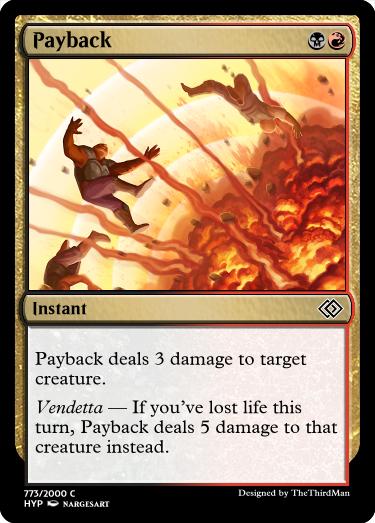 Payback
Instant
Payback deals 3 damage to target
creature.
Vendetta — If you've lost life this
turn, Payback deals 5 damage to that
creature instead.
773/2000 C
HYP NARGESART
Designed by TheThirdMan